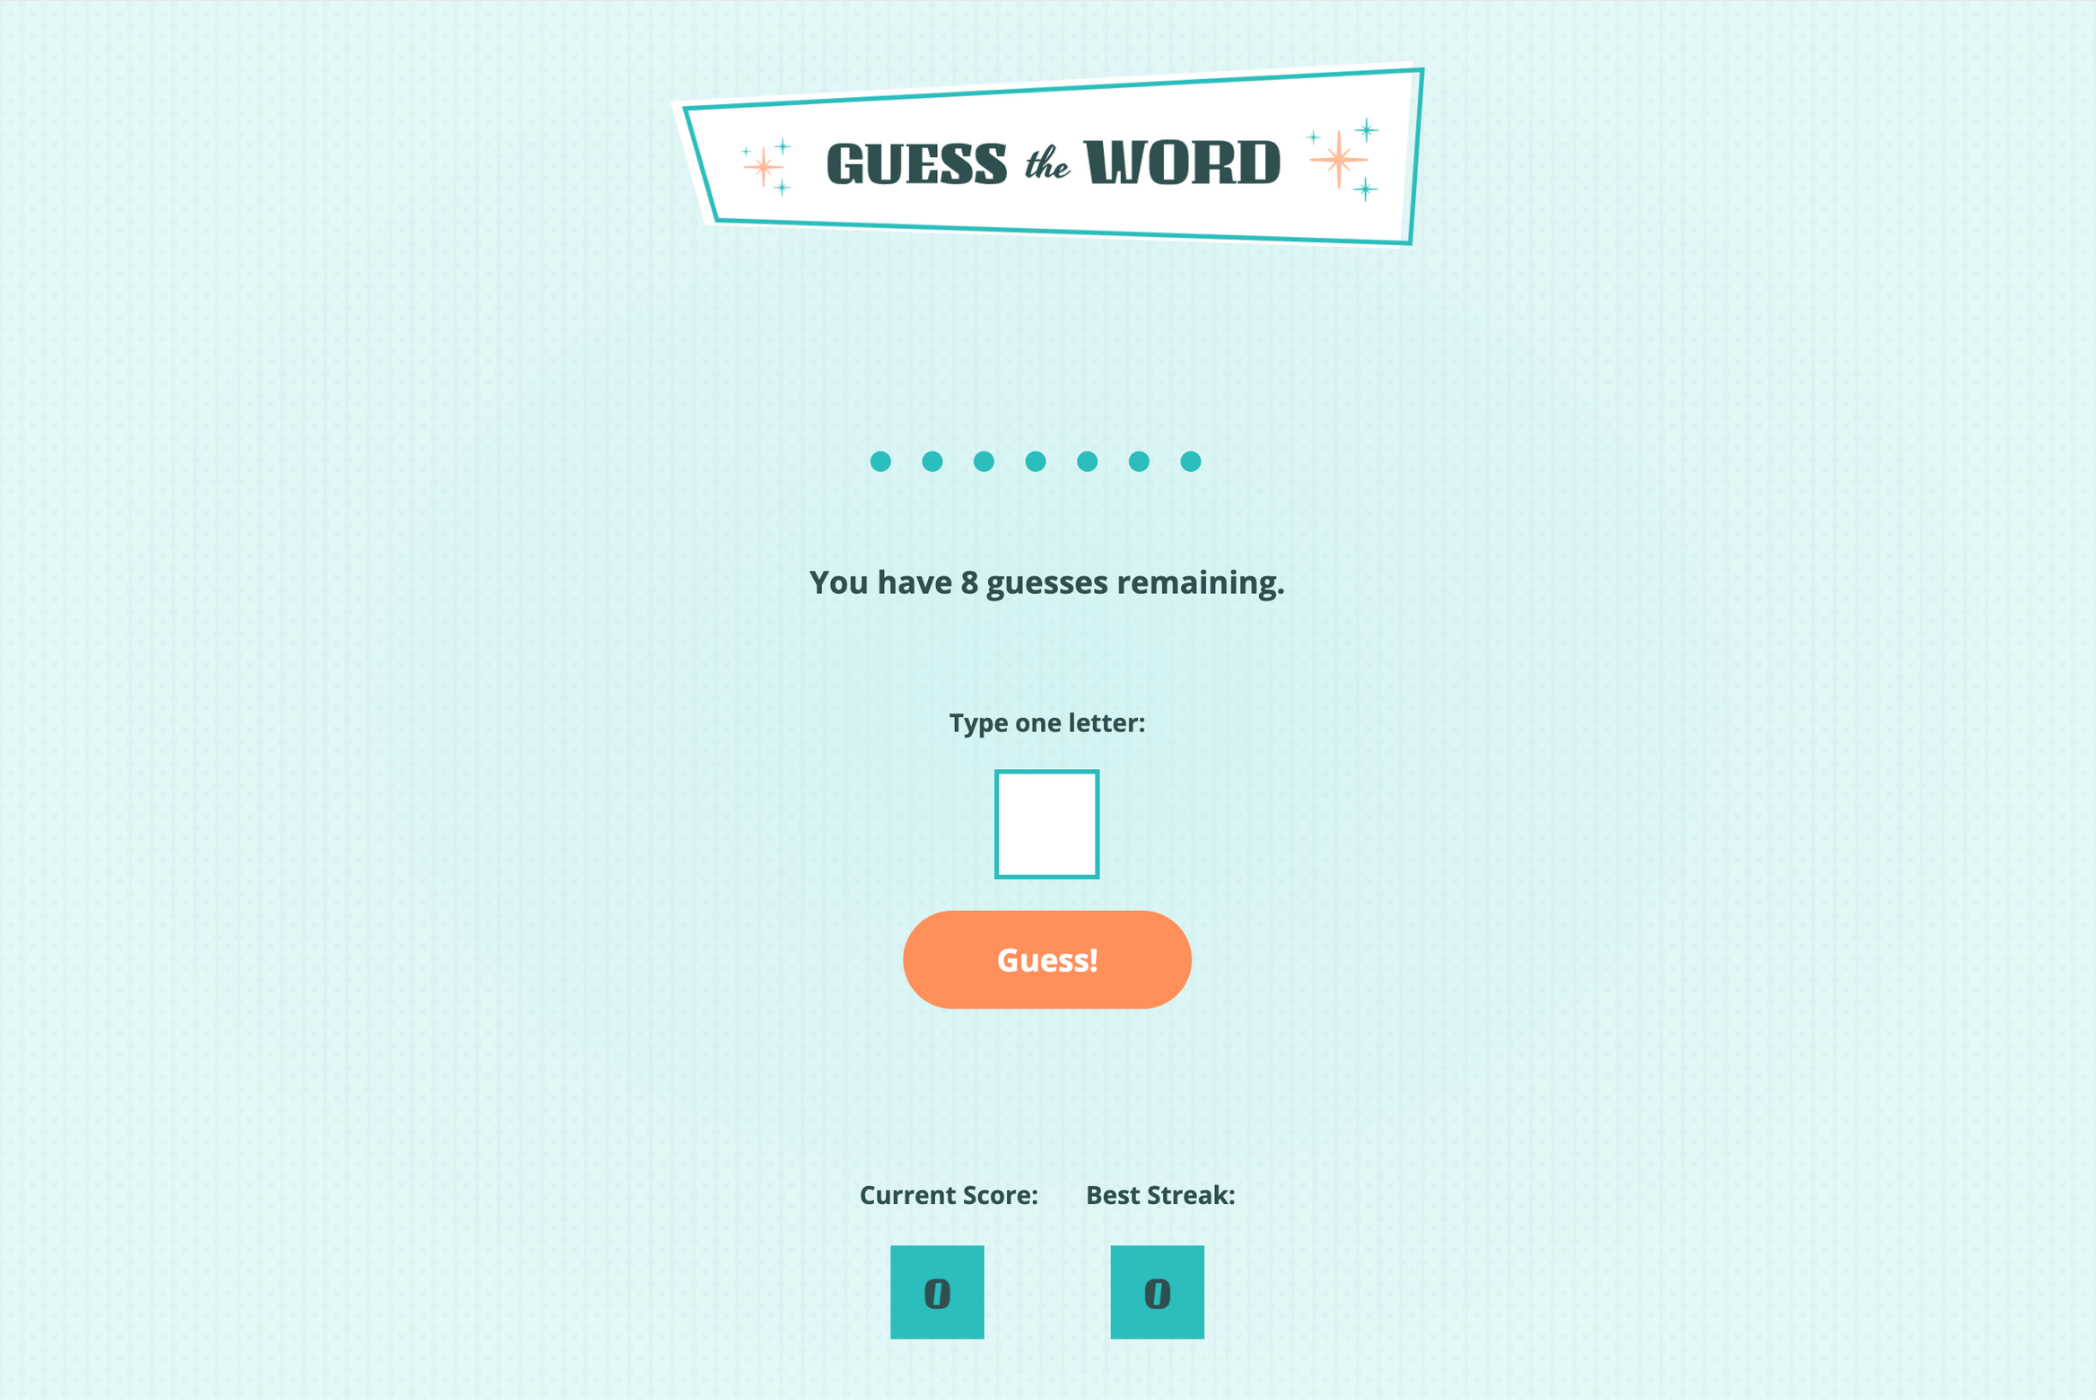 GUESS the WORD
● ● ● ● ● ● ●
You have 8 guesses remaining.
Type one letter:
Guess!
Current Score: Best Streak:
0 0